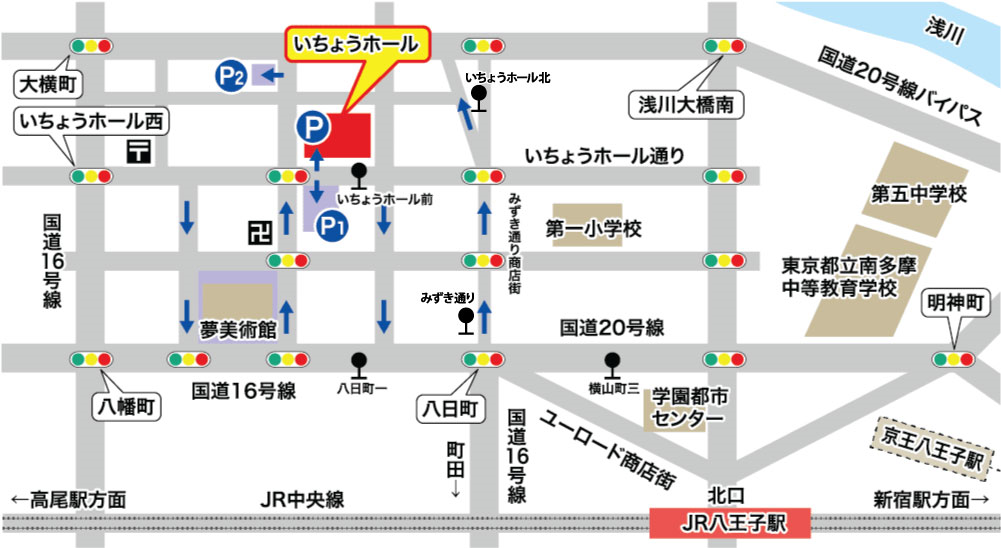 浅川
いちょうホール
国道20号線バイパス
大横町
P2
いちょうホール北
浅川大橋南
いちょうホール西
P
〒
いちょうホール通り
いちょうホール前
みずき通り商店街
第五中学校
国道16号線
P1
第一小学校
卍
東京都立南多摩
中等教育学校
みずき通り
明神町
夢美術館
国道20号線
国道16号線
八日町一
横山町三
八幡町
八日町
学園都市
センター
国道16号線
ユーロード商店街
京王八王子駅
町田→
←高尾駅方面
JR中央線
北口
新宿駅方面→
JR八王子駅